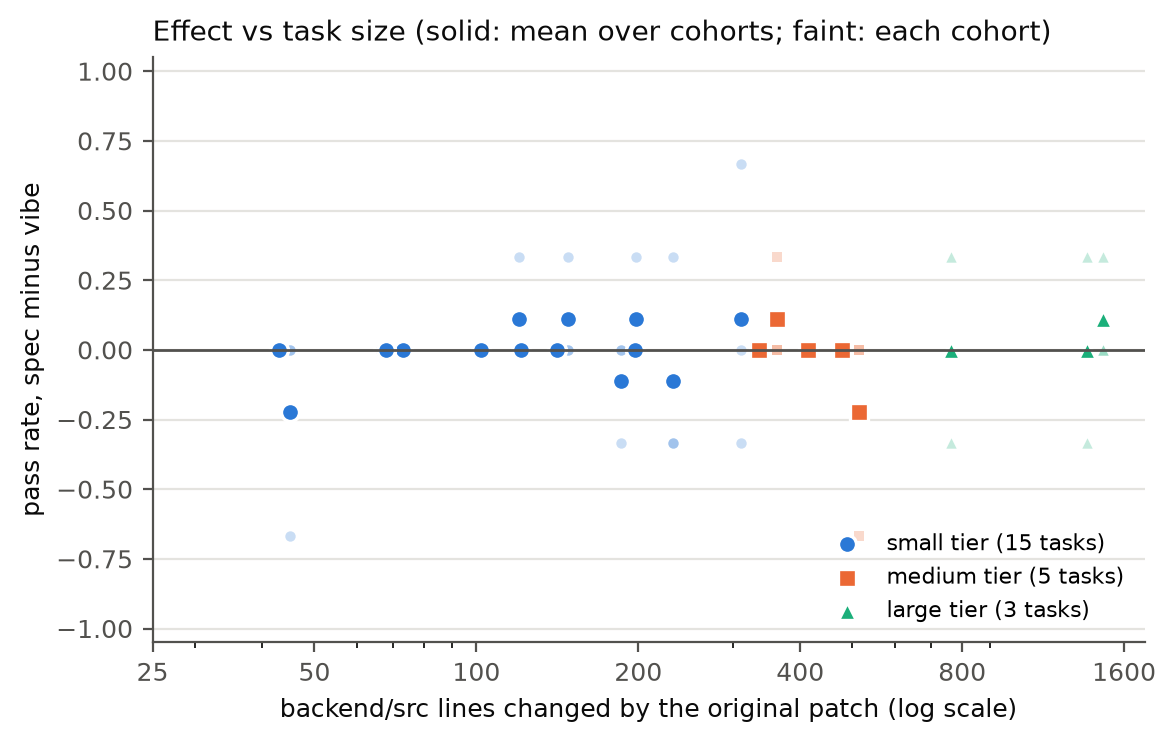 Effect vs task size (solid: mean over cohorts; faint: each cohort)
1.00
0.75
0.50
0.25
0.00
−0.25
−0.50
−0.75
−1.00
pass rate, spec minus vibe
small tier (15 tasks)
medium tier (5 tasks)
large tier (3 tasks)
25 50 100 200 400 800 1600
backend/src lines changed by the original patch (log scale)